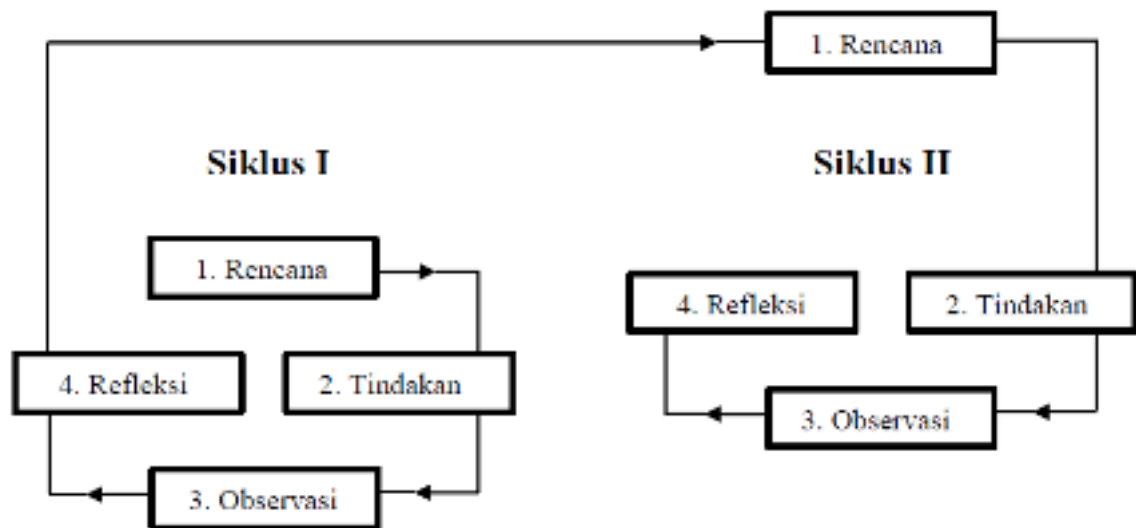 1. Rencana
Siklus I
Siklus II
1. Rencana
4. Refleksi
2. Tindakan
3. Observasi
4. Refleksi
2. Tindakan
3. Observasi